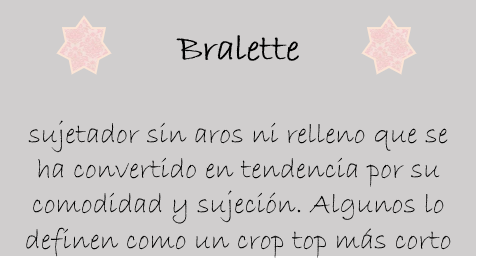 Bralette
sujetador sin aros ni relleno que se
ha convertido en tendencia por su
comodidad y sujeción. Algunos lo
definen como un crop top más corto